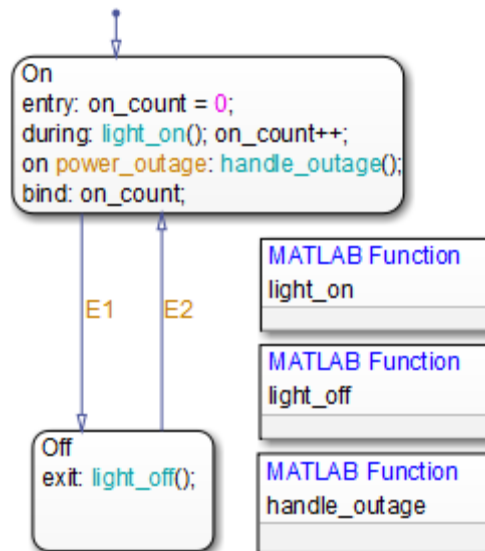 On
entry: on_count = 0;
during: light_on(); on_count++;
on power_outage: handle_outage();
bind: on_count;
E1
E2
MATLAB Function
light_on
MATLAB Function
light_off
Off
exit: light_off();
MATLAB Function
handle_outage